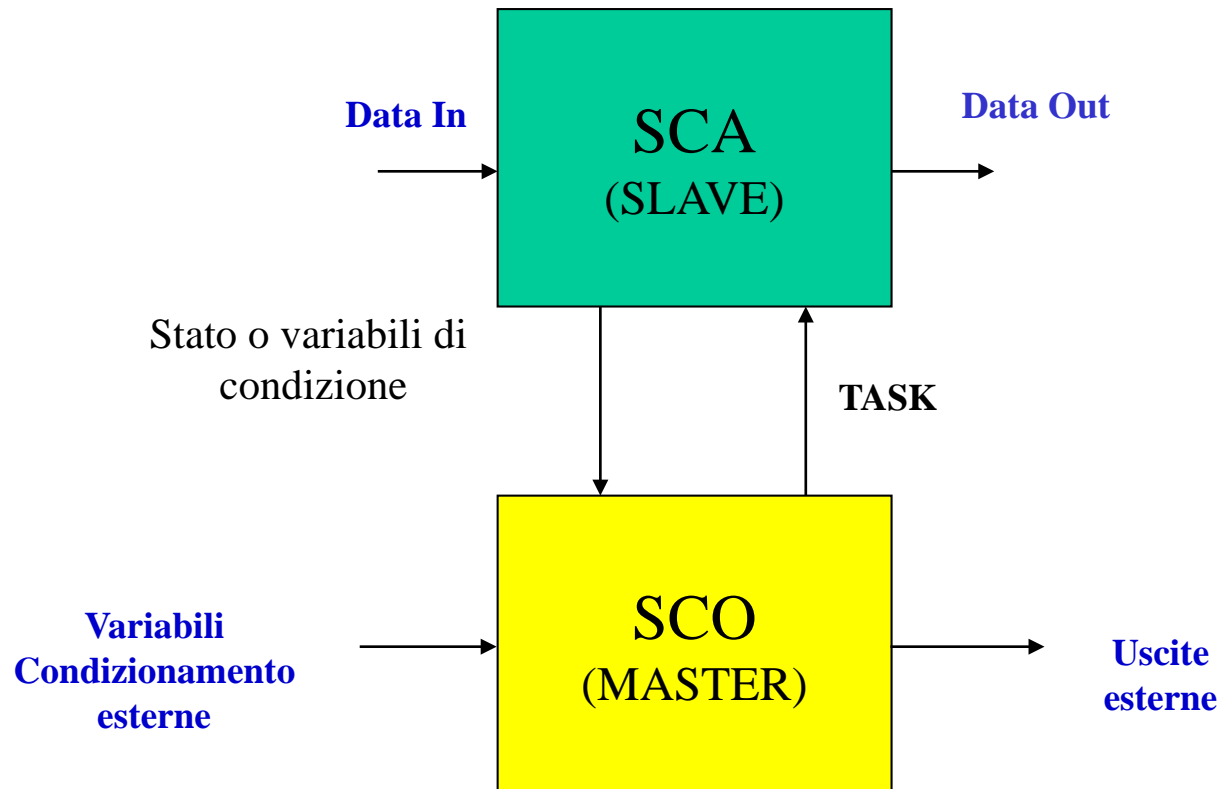 Data In
SCA
(SLAVE)
Data Out
Stato o variabili di
condizione
TASK
Variabili
Condizionamento
esterne
SCO
(MASTER)
Uscite
esterne